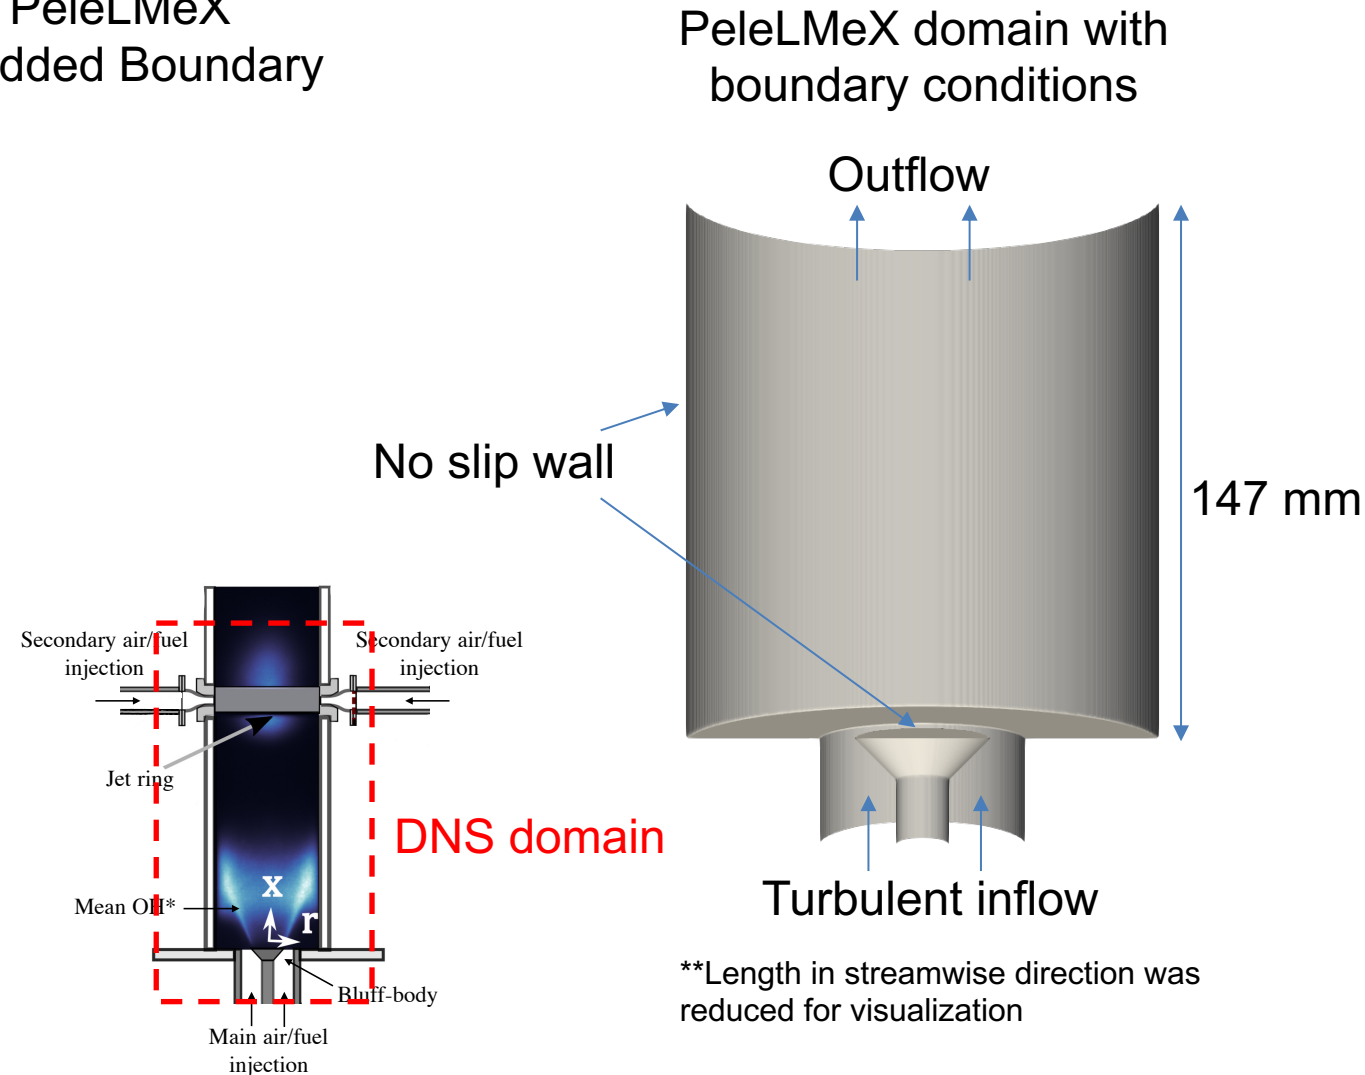 PeleLMeX
dded Boundary
PeleLMeX domain with
boundary conditions
Outflow
No slip wall
147 mm
Secondary air/fuel
injection
Secondary air/fuel
injection
Jet ring
DNS domain
x
Mean OH*
r
Bluff-body
Main air/fuel
injection
Turbulent inflow
**Length in streamwise direction was
reduced for visualization